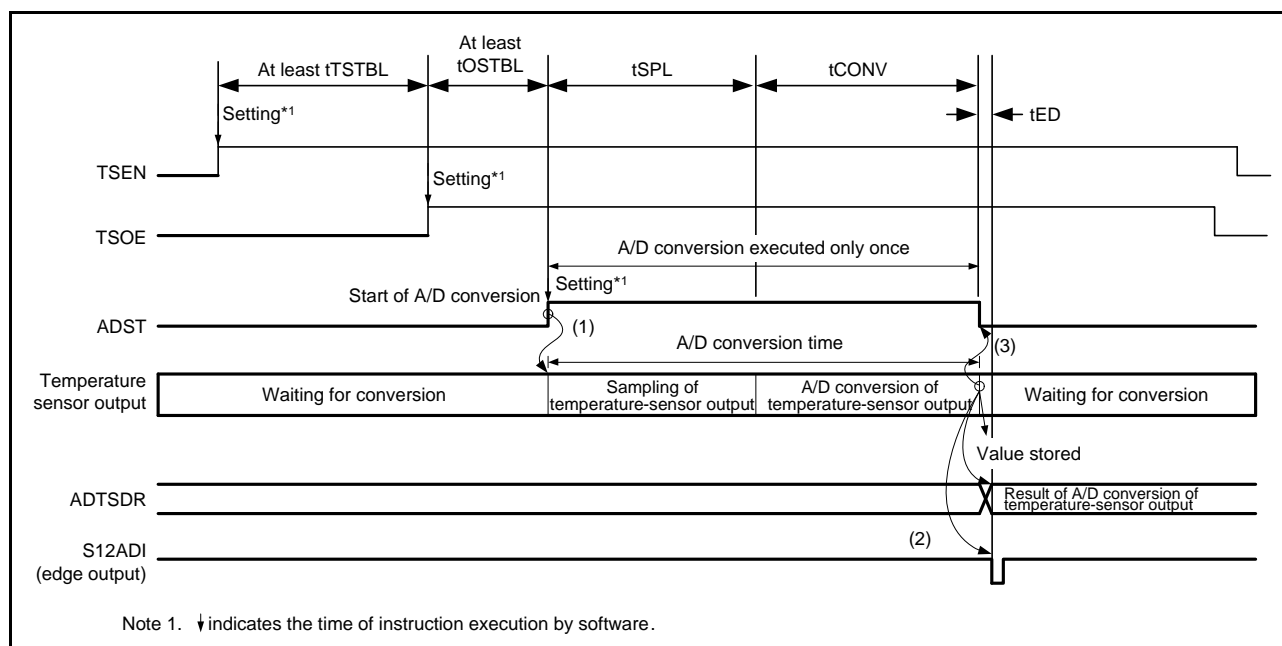 At least tTSTBL
At least
tOSTBL
tSPL
tCONV
tED
Setting*1
TSEN
Setting*1
TSOE
A/D conversion executed only once
Setting*1
Start of A/D conversion
ADST
(1)
A/D conversion time
(3)
Temperature
sensor output
Waiting for conversion
Sampling of
temperature-sensor output
A/D conversion of
temperature-sensor output
Waiting for conversion
Value stored
ADTSDR
Result of A/D conversion of
temperature-sensor output
S12ADI
(edge output)
(2)
Note 1. indicates the time of instruction execution by software.